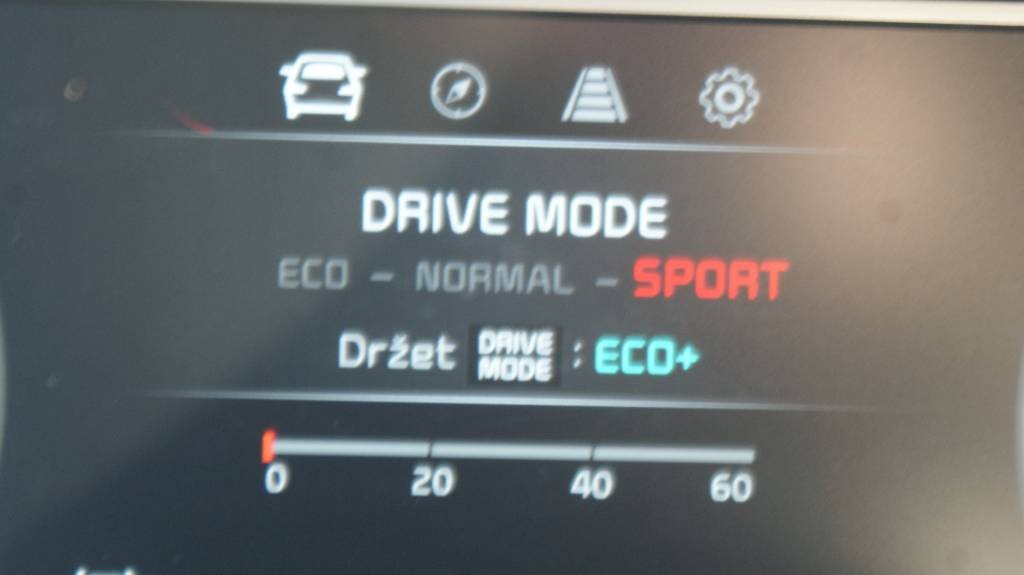 DRIVE MODE
ECO - NORMAL - SPORT
Držet DRIVE MODE : ECO+
0 20 40 60